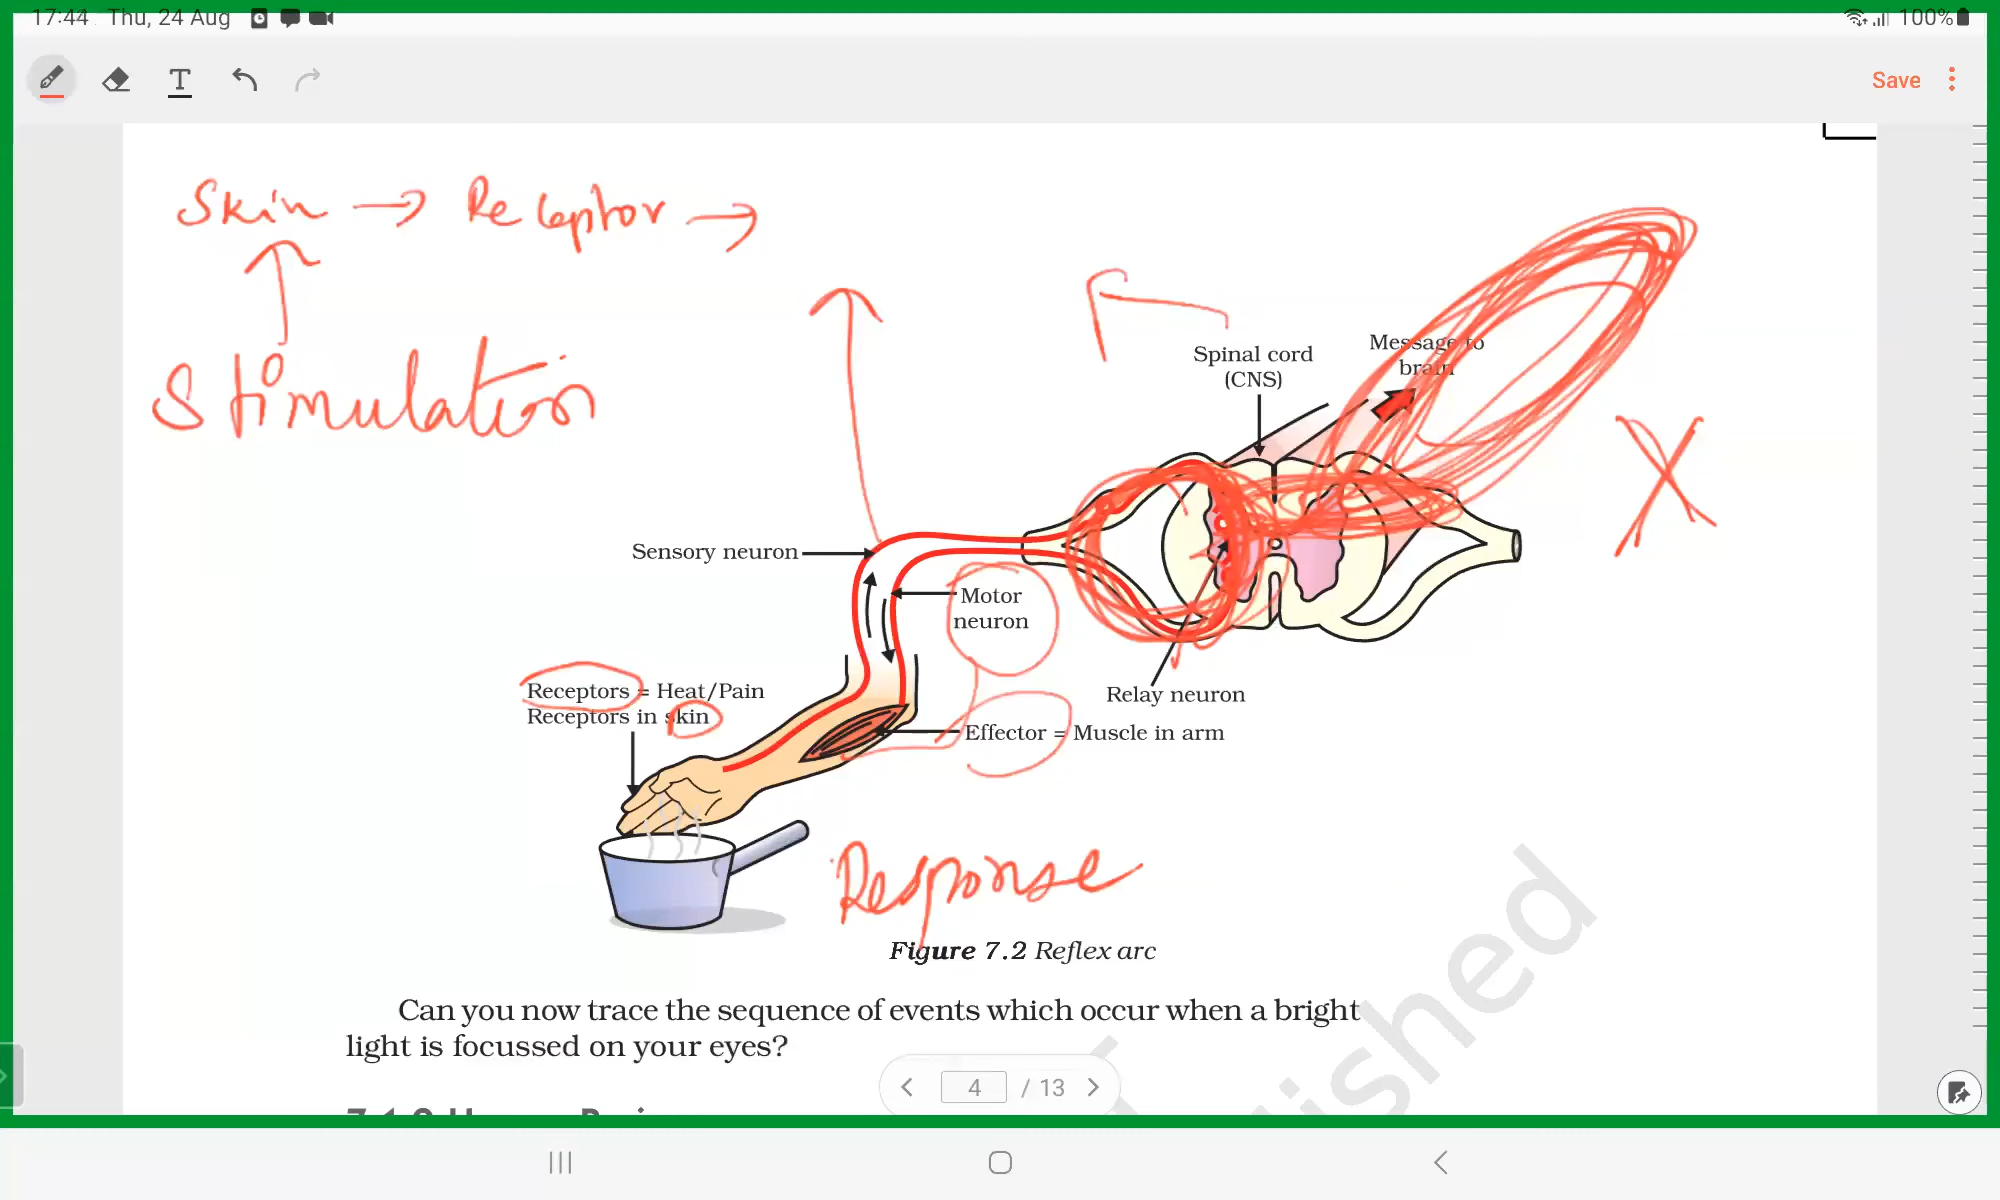 17:44 Thu, 24 Aug 100%
T Save
Skin → Receptor →
Stimulation
Spinal cord
(CNS)
Message to
brain
X
Sensory neuron
Motor
neuron
Receptors = Heat/Pain
Receptors in skin
Relay neuron
Effector = Muscle in arm
Response
Figure 7.2 Reflex arc
Can you now trace the sequence of events which occur when a bright
light is focussed on your eyes?
4 / 13